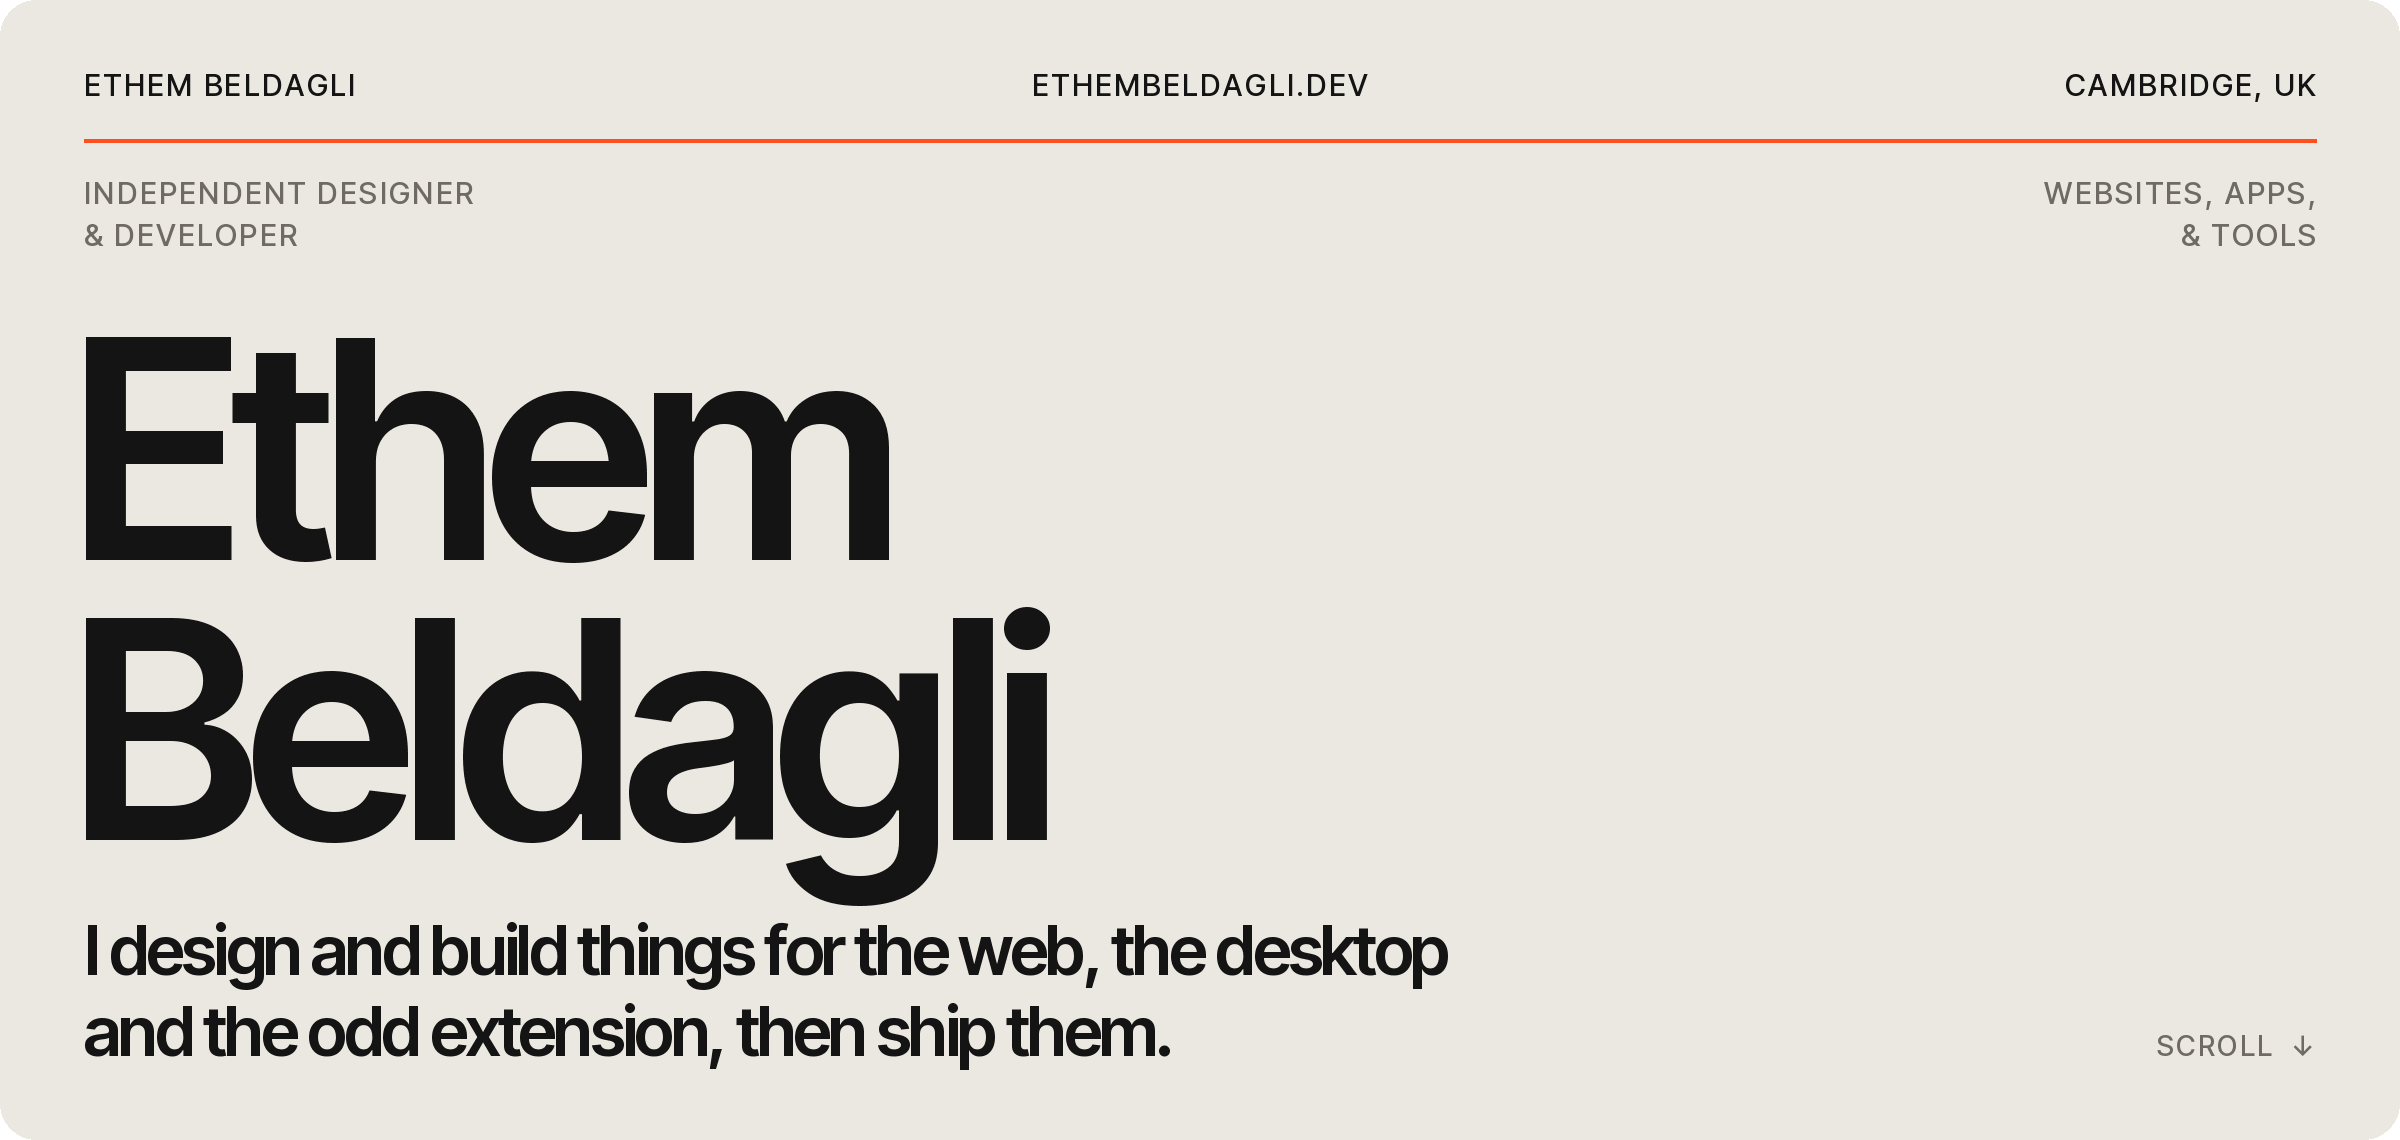 ETHEM BELDAGLI
ETHEMBELDAGLI.DEV
CAMBRIDGE, UK
INDEPENDENT DESIGNER
& DEVELOPER
WEBSITES, APPS,
& TOOLS
Ethem
Beldagli
I design and build things for the web, the desktop
and the odd extension, then ship them.
SCROLL ↓